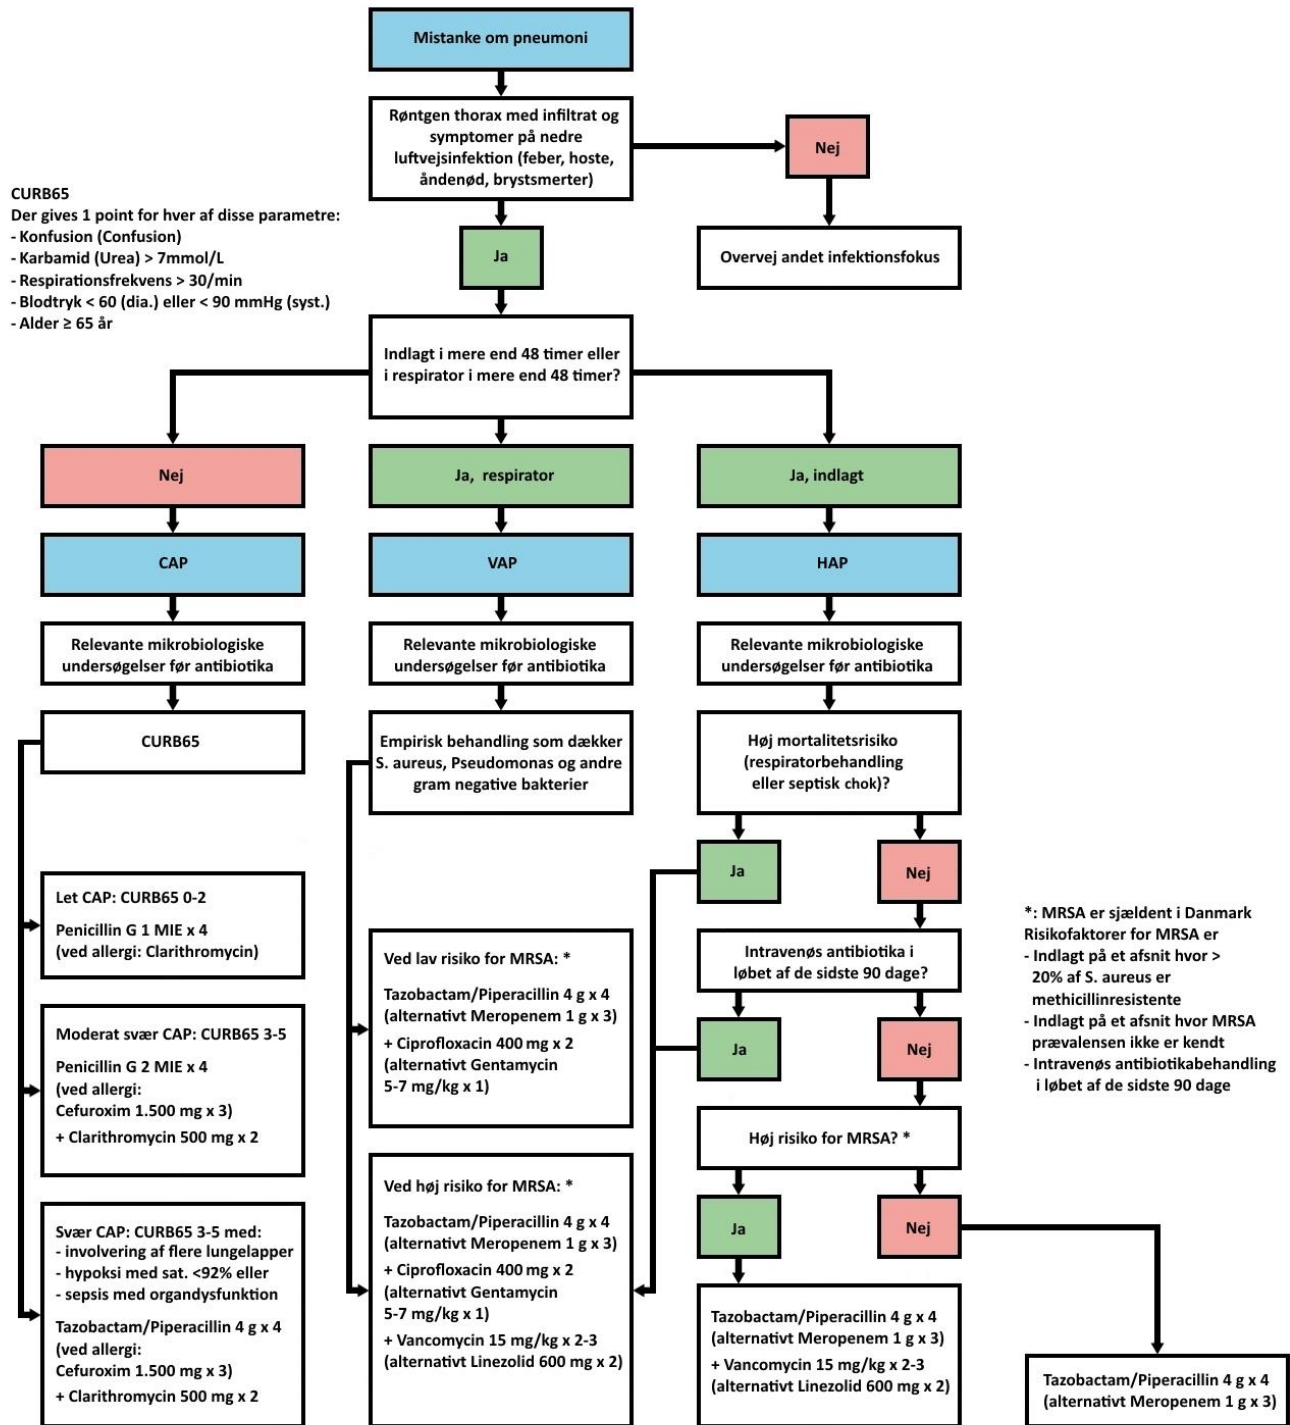 Mistanke om pneumoni
Røntgen thorax med infiltrat og
symptomer på nedre
luftvejsinfektion (feber, hoste,
åndenød, brystsmerter)
Nej
Overvej andet infektionsfokus
CURB65
Der gives 1 point for hver af disse parametre:
- Konfusion (Confusion)
- Karbamid (Urea) > 7mmol/L
- Respirationsfrekvens > 30/min
- Blodtryk < 60 (dia.) eller < 90 mmHg (syst.)
- Alder ≥ 65 år
Ja
Indlagt i mere end 48 timer eller
i respirator i mere end 48 timer?
Nej
Ja, respirator
Ja, indlagt
CAP
VAP
HAP
Relevante mikrobiologiske
undersøgelser før antibiotika
Relevante mikrobiologiske
undersøgelser før antibiotika
Relevante mikrobiologiske
undersøgelser før antibiotika
CURB65
Empirisk behandling som dækker
S. aureus, Pseudomonas og andre
gram negative bakterier
Høj mortalitetsrisiko
(respiratorbehandling
eller septisk chok)?
Ja
Nej
Let CAP: CURB65 0-2
Penicillin G 1 MIE x 4
(ved allergi: Clarithromycin)
Moderat svær CAP: CURB65 3-5
Penicillin G 2 MIE x 4
(ved allergi:
Cefuroxim 1.500 mg x 3)
+ Clarithromycin 500 mg x 2
Svær CAP: CURB65 3-5 med:
- involvering af flere lungelapper
- hypoksi med sat. <92% eller
- sepsis med organdysfunktion
Tazobactam/Piperacillin 4 g x 4
(ved allergi:
Cefuroxim 1.500 mg x 3)
+ Clarithromycin 500 mg x 2
Ved lav risiko for MRSA: *
Tazobactam/Piperacillin 4 g x 4
(alternativt Meropenem 1 g x 3)
+ Ciprofloxacin 400 mg x 2
(alternativt Gentamycin
5-7 mg/kg x 1)
Ved høj risiko for MRSA: *
Tazobactam/Piperacillin 4 g x 4
(alternativt Meropenem 1 g x 3)
+ Ciprofloxacin 400 mg x 2
(alternativt Gentamycin
5-7 mg/kg x 1)
+ Vancomycin 15 mg/kg x 2-3
(alternativt Linezolid 600 mg x 2)
Intravenøs antibiotika i
løbet af de sidste 90 dage?
Ja
Nej
Høj risiko for MRSA? *
Ja
Nej
Tazobactam/Piperacillin 4 g x 4
(alternativt Meropenem 1 g x 3)
+ Vancomycin 15 mg/kg x 2-3
(alternativt Linezolid 600 mg x 2)
Tazobactam/Piperacillin 4 g x 4
(alternativt Meropenem 1 g x 3)
*: MRSA er sjældent i Danmark
Risikofaktorer for MRSA er
- Indlagt på et afsnit hvor >
20% af S. aureus er
methicillinresistente
- Indlagt på et afsnit hvor MRSA
prævalensen ikke er kendt
- Intravenøs antibiotikabehandling
i løbet af de sidste 90 dage